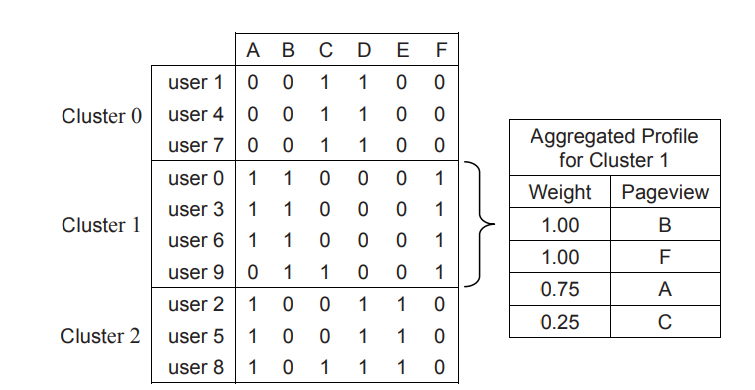 A B C D E F
user 1 0 0 1 1 0 0
Cluster 0 user 4 0 0 1 1 0 0
user 7 0 0 1 1 0 0
user 0 1 1 0 0 0 1
user 3 1 1 0 0 0 1
Cluster 1
user 6 1 1 0 0 0 1
user 9 0 1 1 0 0 1
user 2 1 0 0 1 1 0
Cluster 2 user 5 1 0 0 1 1 0
user 8 1 0 1 1 1 0
Aggregated Profile
for Cluster 1
Weight Pageview
1.00 B
1.00 F
0.75 A
0.25 C